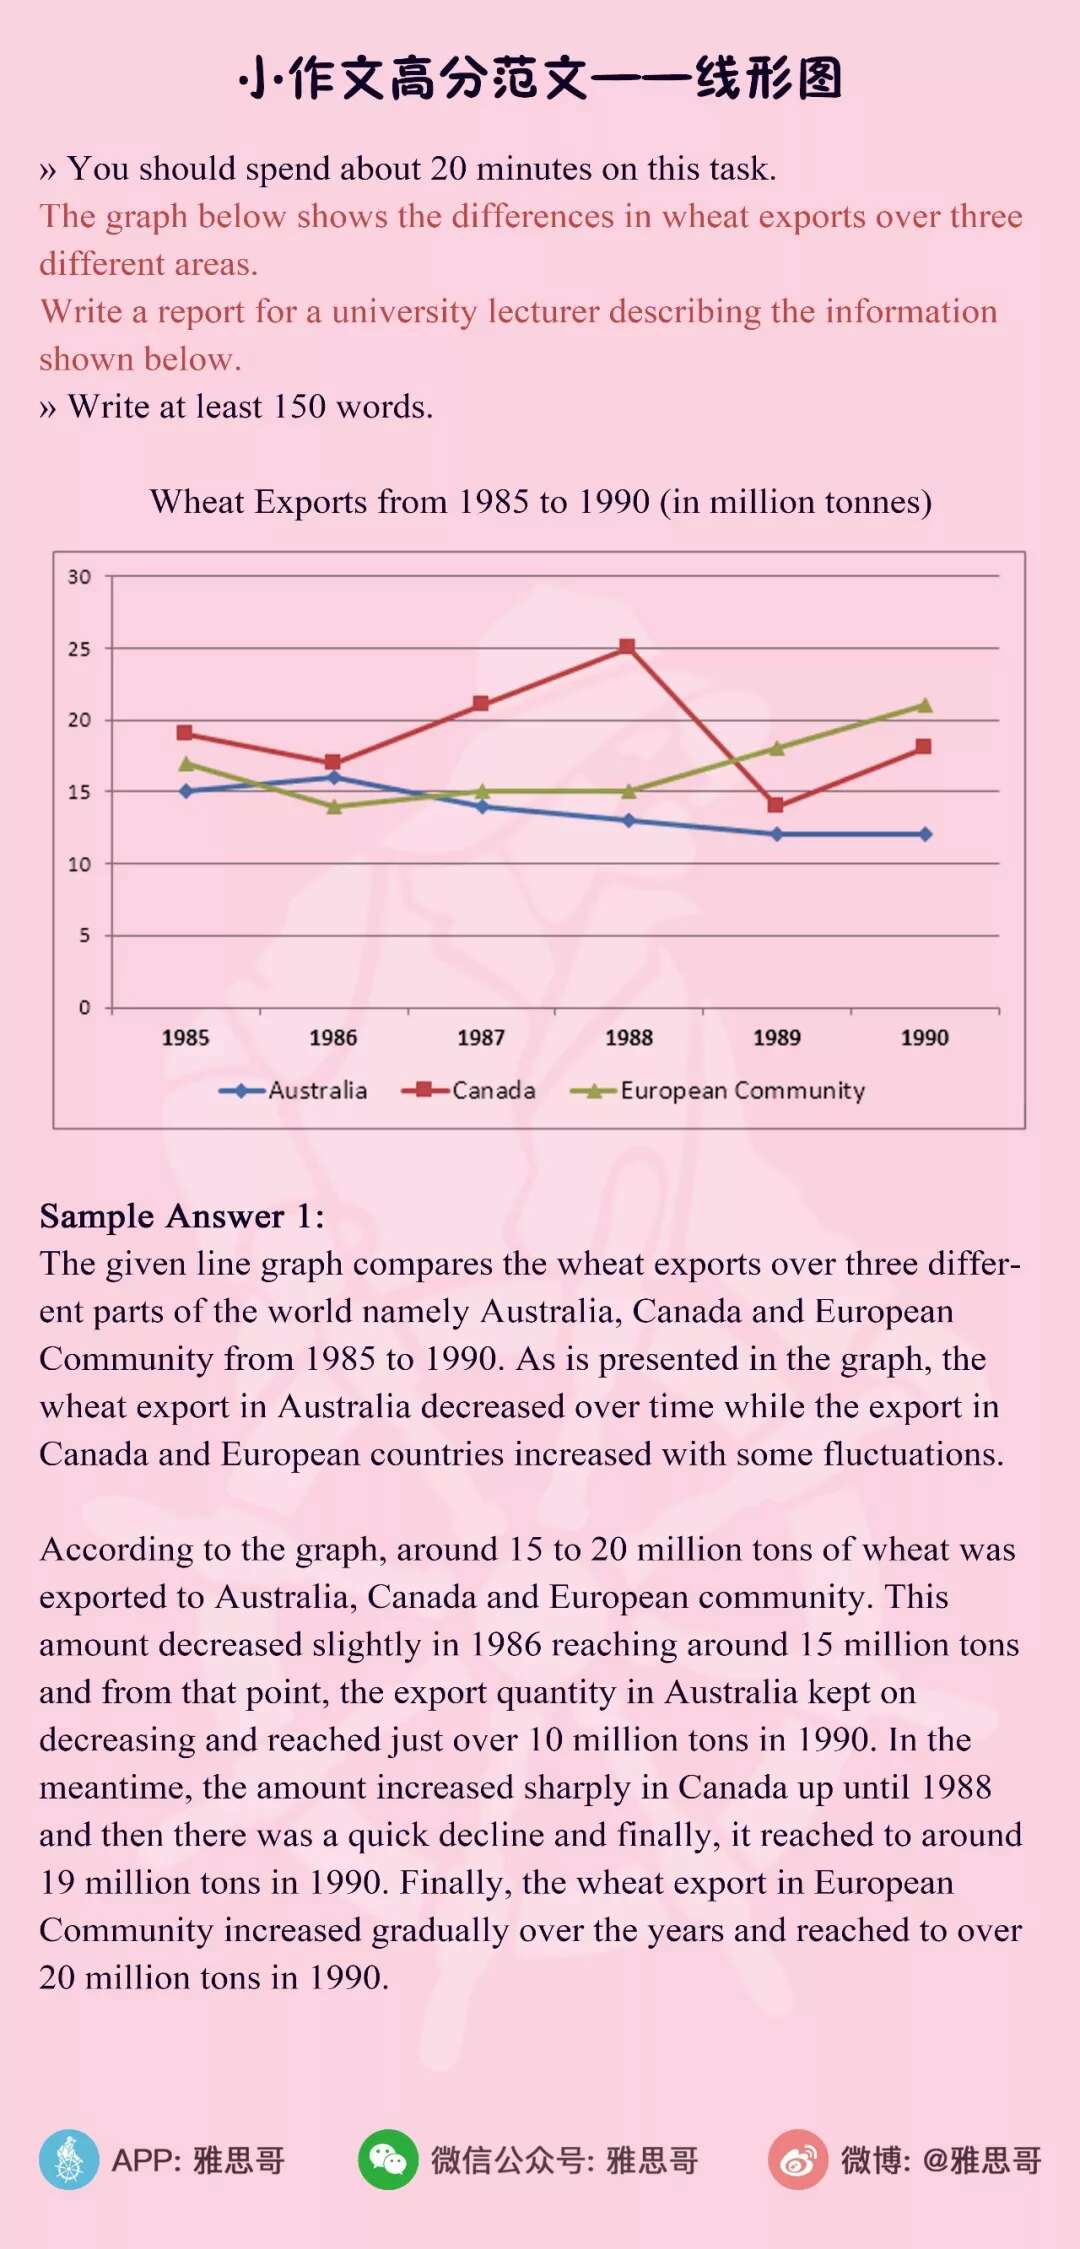 小作文高分范文——线形图
» You should spend about 20 minutes on this task.
The graph below shows the differences in wheat exports over three
different areas.
Write a report for a university lecturer describing the information
shown below.
» Write at least 150 words.
Wheat Exports from 1985 to 1990 (in million tonnes)
30
25
20
15
10
5
0
1985 1986 1987 1988 1989 1990
Australia Canada European Community
Sample Answer 1:
The given line graph compares the wheat exports over three differ-
ent parts of the world namely Australia, Canada and European
Community from 1985 to 1990. As is presented in the graph, the
wheat export in Australia decreased over time while the export in
Canada and European countries increased with some fluctuations.
According to the graph, around 15 to 20 million tons of wheat was
exported to Australia, Canada and European community. This
amount decreased slightly in 1986 reaching around 15 million tons
and from that point, the export quantity in Australia kept on
decreasing and reached just over 10 million tons in 1990. In the
meantime, the amount increased sharply in Canada up until 1988
and then there was a quick decline and finally, it reached to around
19 million tons in 1990. Finally, the wheat export in European
Community increased gradually over the years and reached to over
20 million tons in 1990.
APP: 雅思哥 微信公众号: 雅思哥 微博: @雅思哥